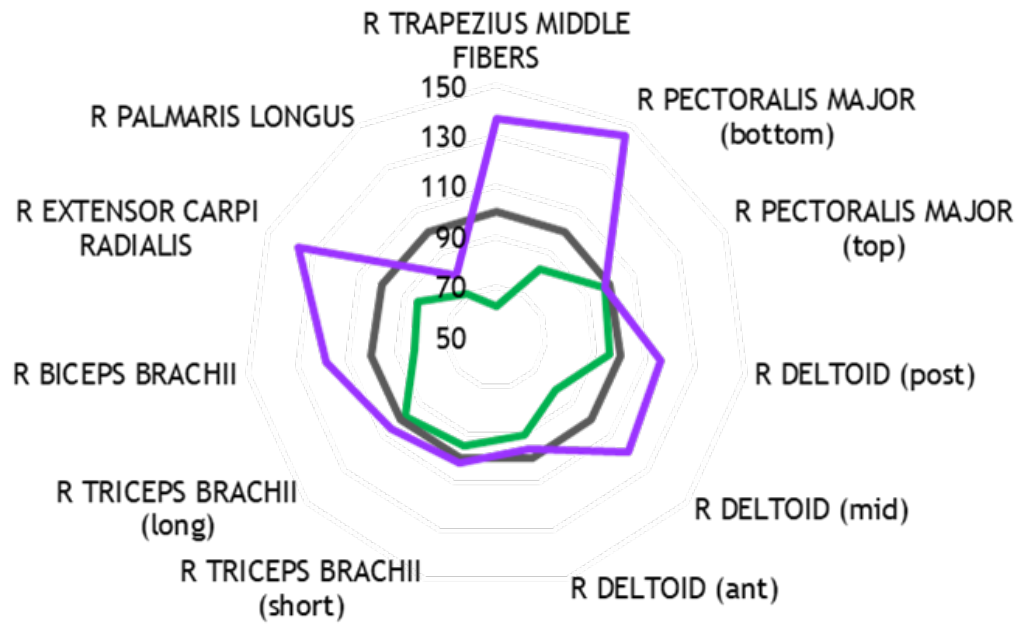 R TRAPEZIUS MIDDLE
FIBERS
150
130
110
90
70
50
R PECTORALIS MAJOR
(bottom)
R PECTORALIS MAJOR
(top)
R DELTOID (post)
R DELTOID (mid)
R DELTOID (ant)
R TRICEPS BRACHII
(short)
R TRICEPS BRACHII
(long)
R BICEPS BRACHII
R EXTENSOR CARPI
RADIALIS
R PALMARIS LONGUS